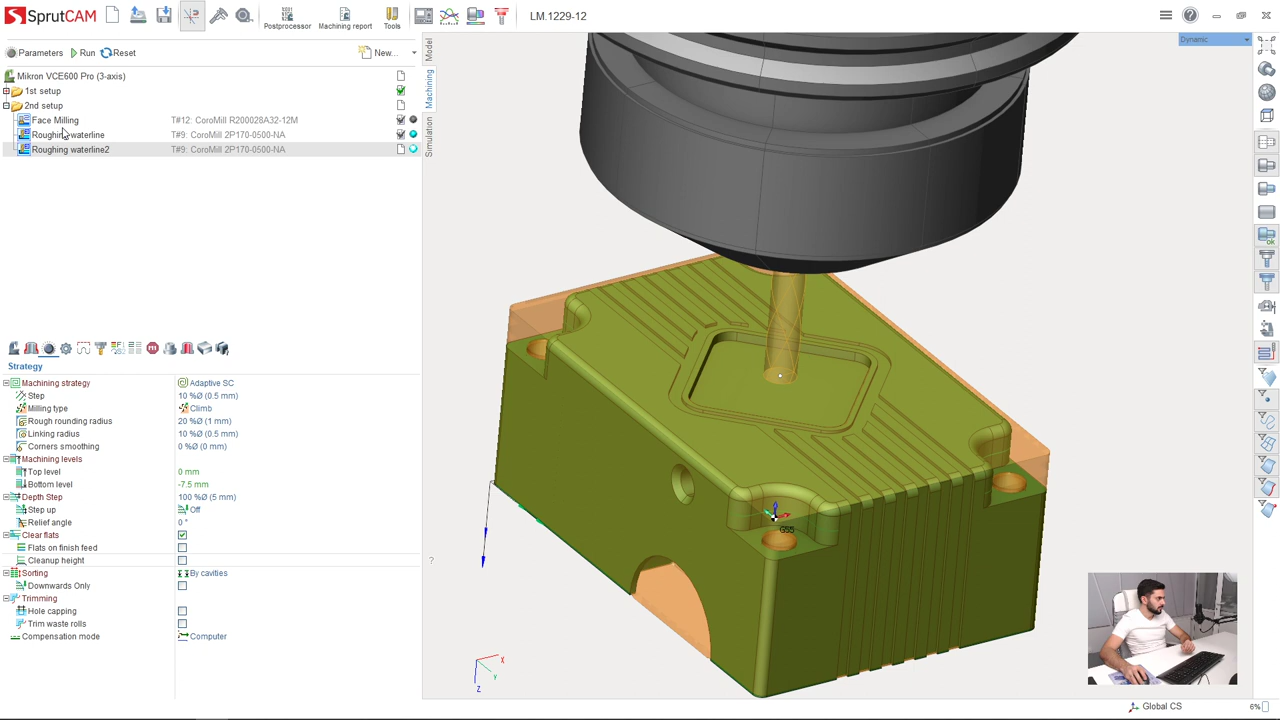 SprutCAM
Postprocessor
Machining report
Tools
LM.1229-12
Parameters
Run
Reset
New...
Mikron VCE600 Pro (3-axis)
1st setup
2nd setup
Face Milling T#12: CoroMill R200028A32-12M
Roughing waterline T#9: CoroMill 2P170-0500-NA
Roughing waterline2 T#9: CoroMill 2P170-0500-NA
Model
Machining
Simulation
Dynamic
Strategy
Machining strategy Adaptive SC
Step 10 %Ø (0.5 mm)
Milling type Climb
Rough rounding radius 20 %Ø (1 mm)
Linking radius 10 %Ø (0.5 mm)
Corners smoothing 0 %Ø (0 mm)
Machining levels
Top level 0 mm
Bottom level -7.5 mm
Depth Step 100 %Ø (5 mm)
Step up Off
Relief angle 0 °
Clear flats
Flats on finish feed
Cleanup height
Sorting By cavities
Downwards Only
Trimming
Hole capping
Trim waste rolls
Compensation mode Computer
?
G55
X
Y
Z
ok
Global CS
6%